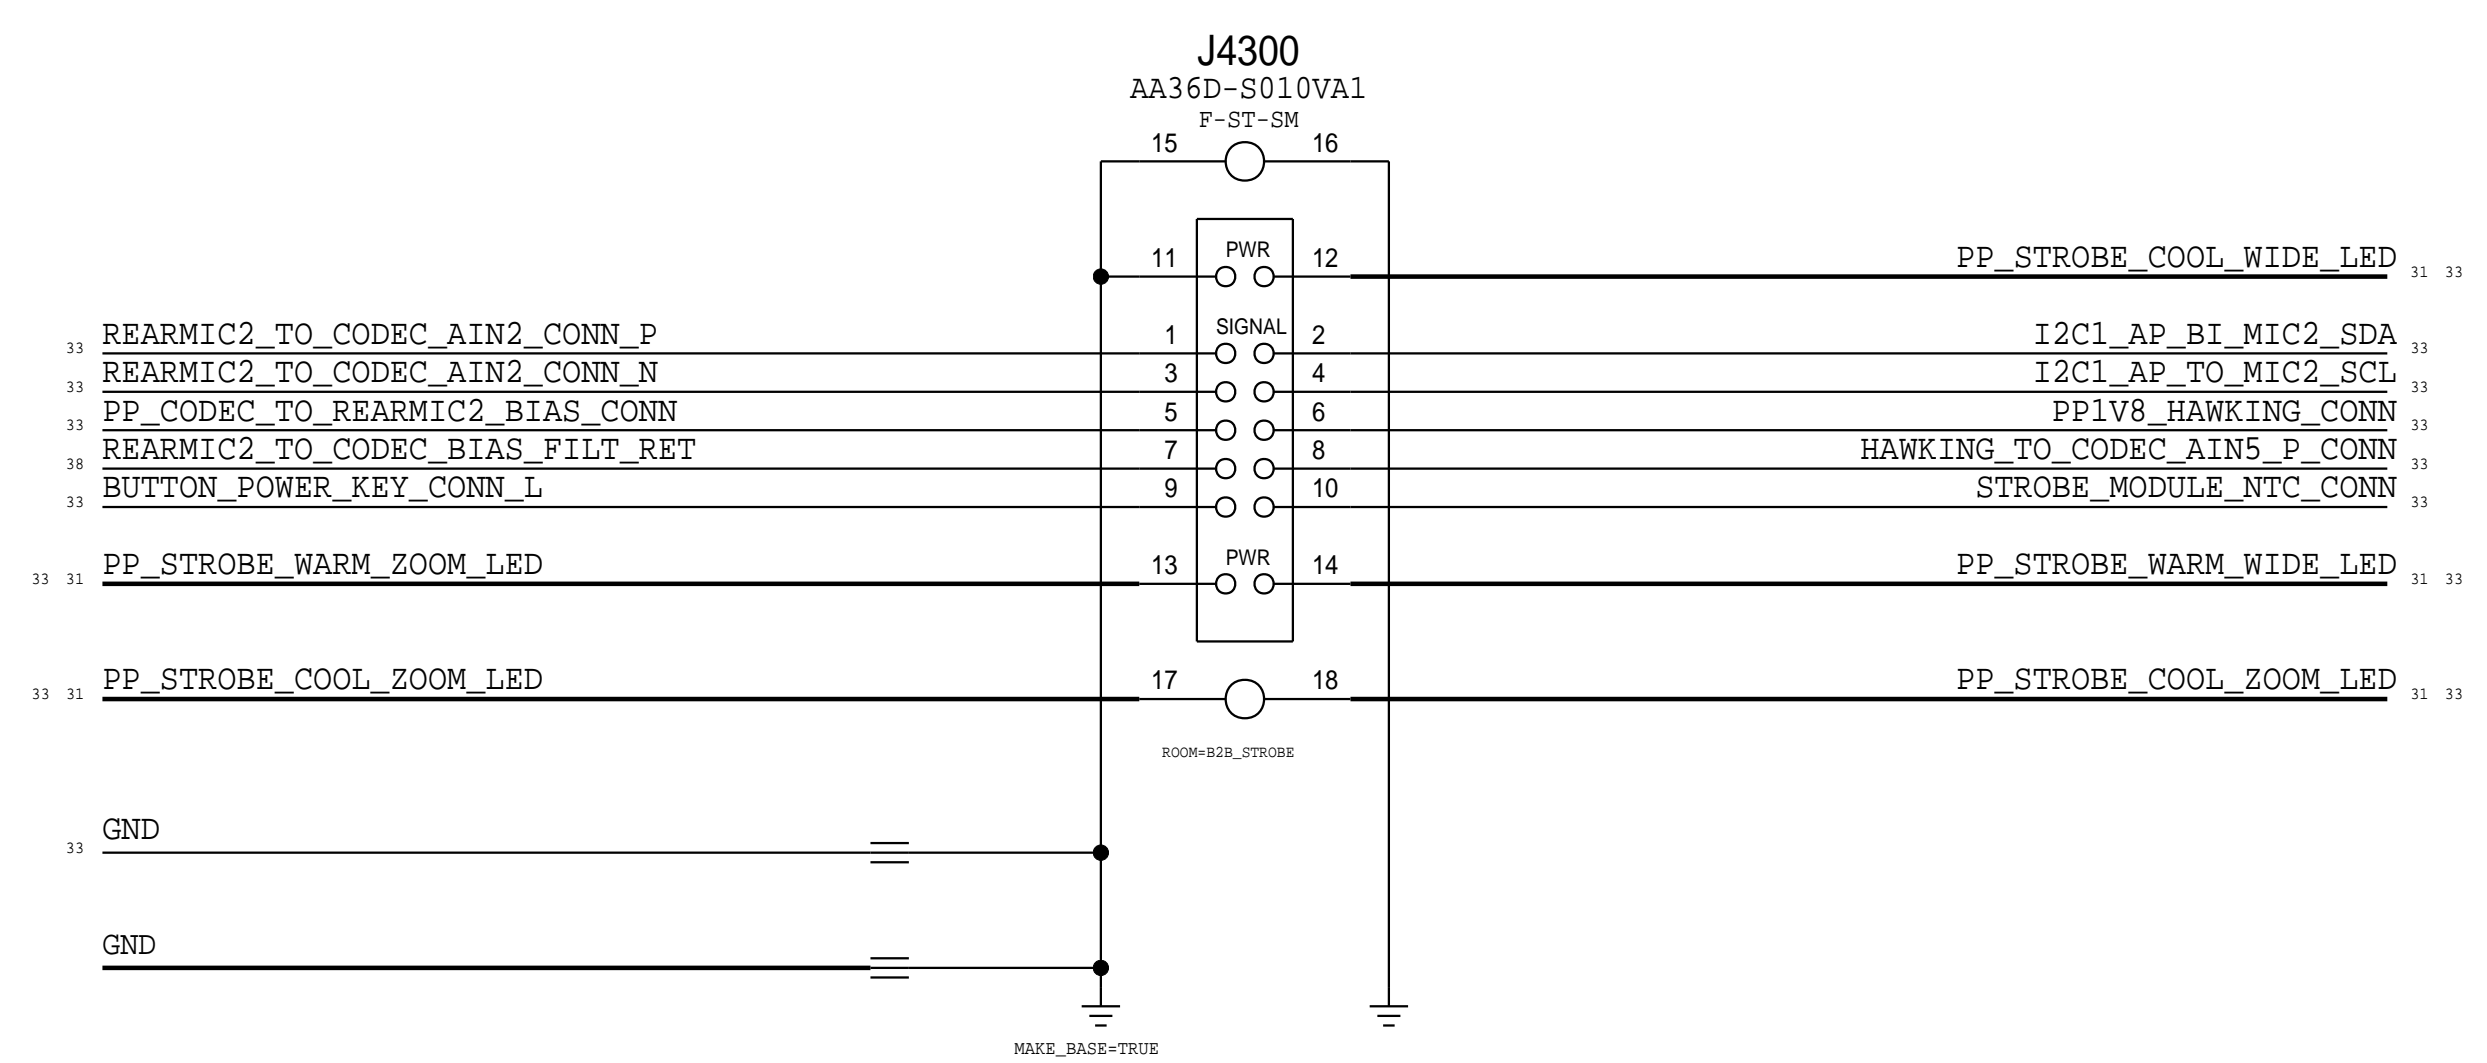 J4300
AA36D-S010VA1
F-ST-SM
15 16
11 PWR 12 PP_STROBE_COOL_WIDE_LED 31 33
33 REARMIC2_TO_CODEC_AIN2_CONN_P 1 SIGNAL 2 I2C1_AP_BI_MIC2_SDA 33
33 REARMIC2_TO_CODEC_AIN2_CONN_N 3 4 I2C1_AP_TO_MIC2_SCL 33
33 PP_CODEC_TO_REARMIC2_BIAS_CONN 5 6 PP1V8_HAWKING_CONN 33
38 REARMIC2_TO_CODEC_BIAS_FILT_RET 7 8 HAWKING_TO_CODEC_AIN5_P_CONN 33
33 BUTTON_POWER_KEY_CONN_L 9 10 STROBE_MODULE_NTC_CONN 33
33 31 PP_STROBE_WARM_ZOOM_LED 13 PWR 14 PP_STROBE_WARM_WIDE_LED 31 33
33 31 PP_STROBE_COOL_ZOOM_LED 17 18 PP_STROBE_COOL_ZOOM_LED 31 33
ROOM=B2B_STROBE
33 GND
GND
MAKE_BASE=TRUE